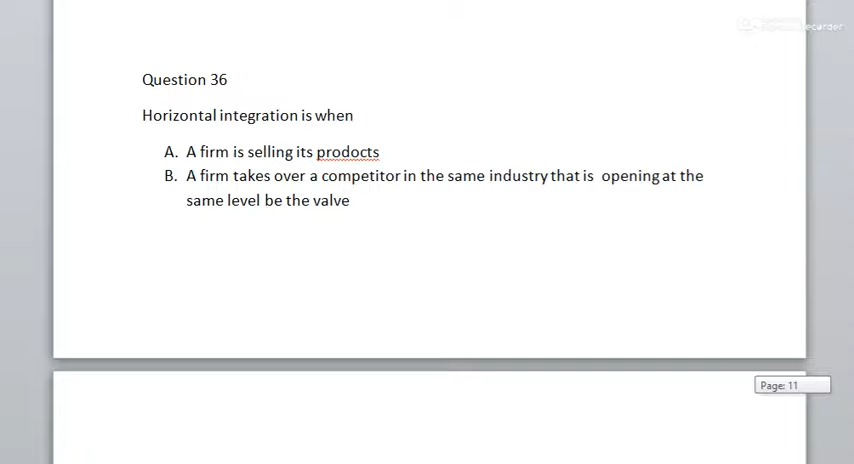 Recorder
Question 36
Horizontal integration is when
A. A firm is selling its prodocts
B. A firm takes over a competitor in the same industry that is opening at the
same level be the valve
Page: 11